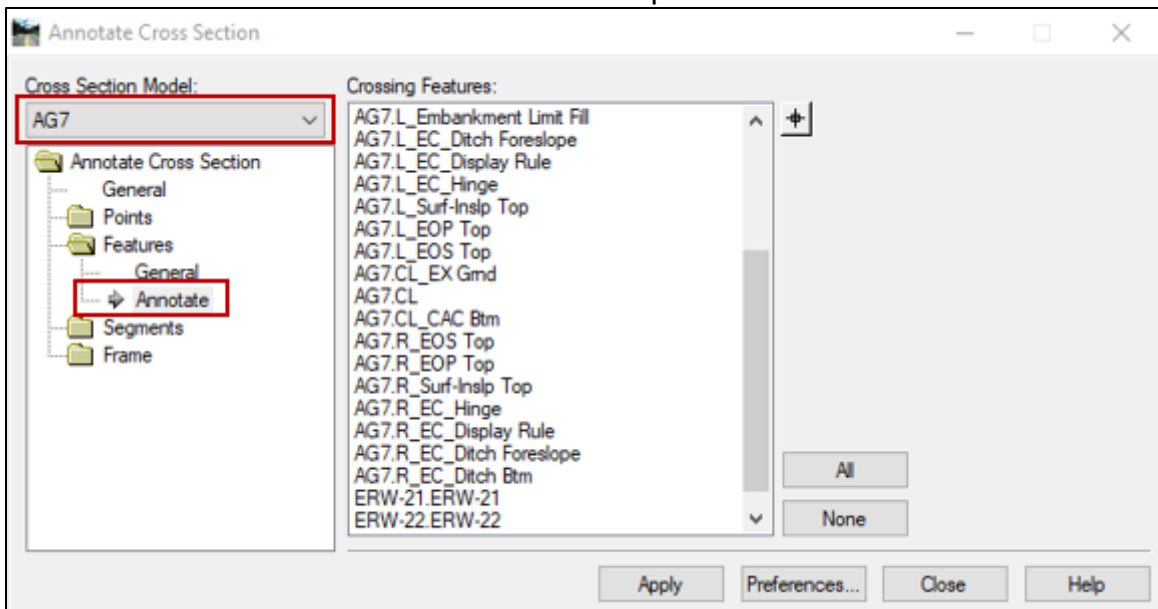 Annotate Cross Section
Cross Section Model:
AG7
Annotate Cross Section
General
Points
Features
General
Annotate
Segments
Frame
Crossing Features:
AG7.L_Embankment Limit Fill
AG7.L_EC_Ditch Foreslope
AG7.L_EC_Display Rule
AG7.L_EC_Hinge
AG7.L_Surf-Inslp Top
AG7.L_EOP Top
AG7.L_EOS Top
AG7.CL_EX Grnd
AG7.CL
AG7.CL_CAC Btm
AG7.R_EOS Top
AG7.R_EOP Top
AG7.R_Surf-Inslp Top
AG7.R_EC_Hinge
AG7.R_EC_Display Rule
AG7.R_EC_Ditch Foreslope
AG7.R_EC_Ditch Btm
ERW-21.ERW-21
ERW-22.ERW-22
All
None
Apply
Preferences...
Close
Help